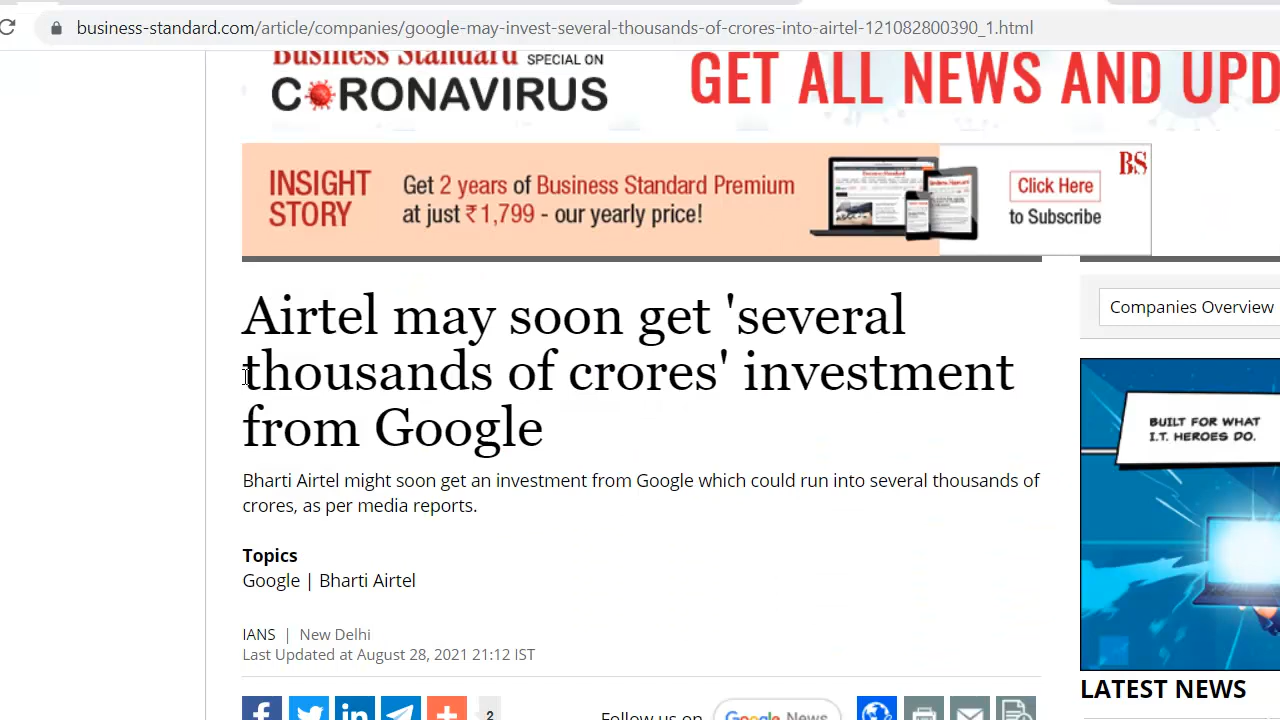 business-standard.com/article/companies/google-may-invest-several-thousands-of-crores-into-airtel-121082800390_1.html
Business Standard SPECIAL ON
CORONAVIRUS
GET ALL NEWS AND UPD
INSIGHT
STORY
Get 2 years of Business Standard Premium
at just ₹1,799 - our yearly price!
BS
Click Here
to Subscribe
Airtel may soon get 'several
thousands of crores' investment
from Google
Companies Overview
Bharti Airtel might soon get an investment from Google which could run into several thousands of
crores, as per media reports.
BUILT FOR WHAT
I.T. HEROES DO.
Topics
Google | Bharti Airtel
IANS | New Delhi
Last Updated at August 28, 2021 21:12 IST
LATEST NEWS
2
Follow us on
Google News